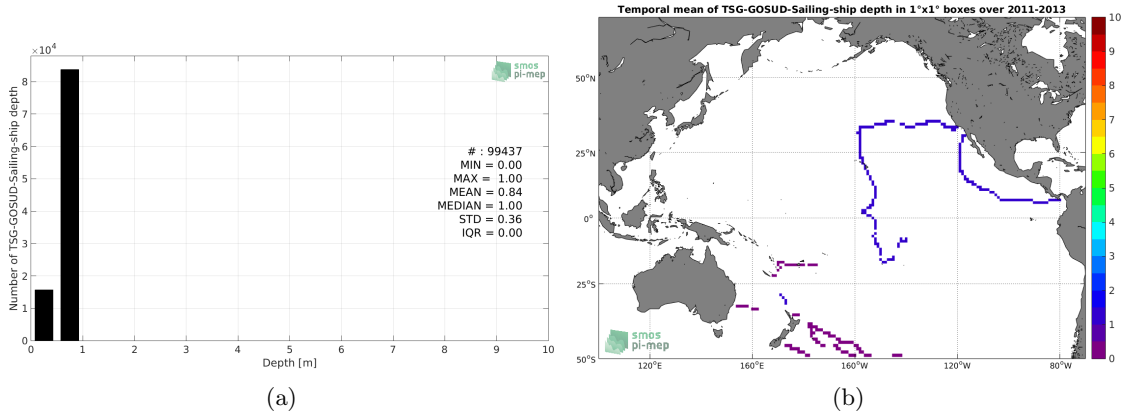 ×10⁴
8
7
6
5
4
3
2
1
0
Number of TSG-GOSUD-Sailing-ship depth
0 1 2 3 4 5 6 7 8 9 10
Depth [m]
smos
pi-mep
# : 99437
MIN = 0.00
MAX = 1.00
MEAN = 0.84
MEDIAN = 1.00
STD = 0.36
IQR = 0.00
(a)
Temporal mean of TSG-GOSUD-Sailing-ship depth in 1°x1° boxes over 2011-2013
50°N
25°N
0°
25°S
50°S
120°E 160°E 160°W 120°W 80°W
smos
pi-mep
10
9
8
7
6
5
4
3
2
1
0
(b)